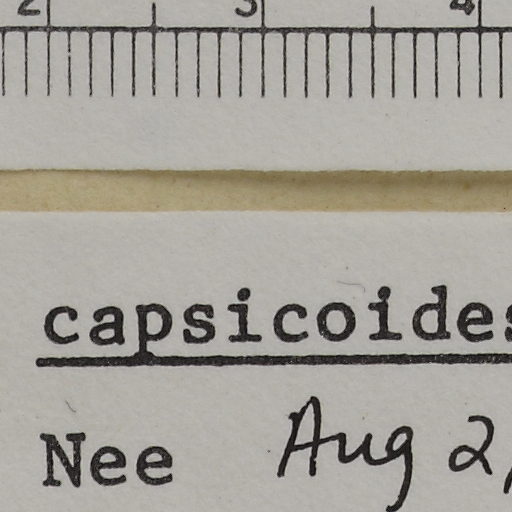 2 3 4
capsicoides
Nee Aug 2,